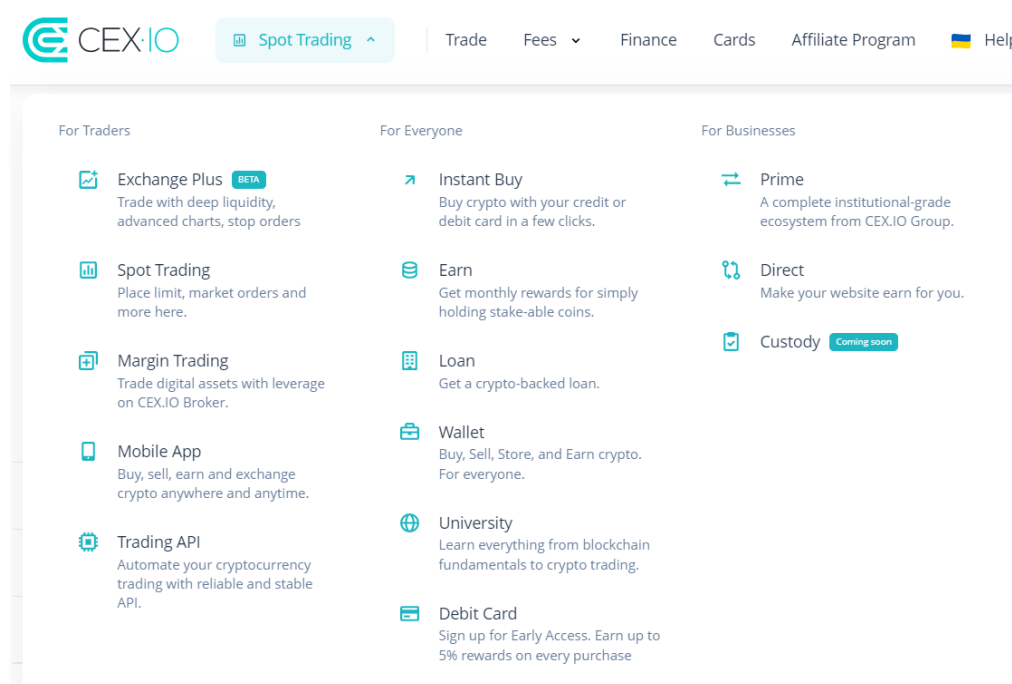 CEX·IO Spot Trading Trade Fees Finance Cards Affiliate Program
For Traders
Exchange Plus BETA
Trade with deep liquidity,
advanced charts, stop orders
Spot Trading
Place limit, market orders and
more here.
Margin Trading
Trade digital assets with leverage
on CEX.IO Broker.
Mobile App
Buy, sell, earn and exchange
crypto anywhere and anytime.
Trading API
Automate your cryptocurrency
trading with reliable and stable
API.
For Everyone
Instant Buy
Buy crypto with your credit or
debit card in a few clicks.
Earn
Get monthly rewards for simply
holding stake-able coins.
Loan
Get a crypto-backed loan.
Wallet
Buy, Sell, Store, and Earn crypto.
For everyone.
University
Learn everything from blockchain
fundamentals to crypto trading.
Debit Card
Sign up for Early Access. Earn up to
5% rewards on every purchase
For Businesses
Prime
A complete institutional-grade
ecosystem from CEX.IO Group.
Direct
Make your website earn for you.
Custody Coming soon